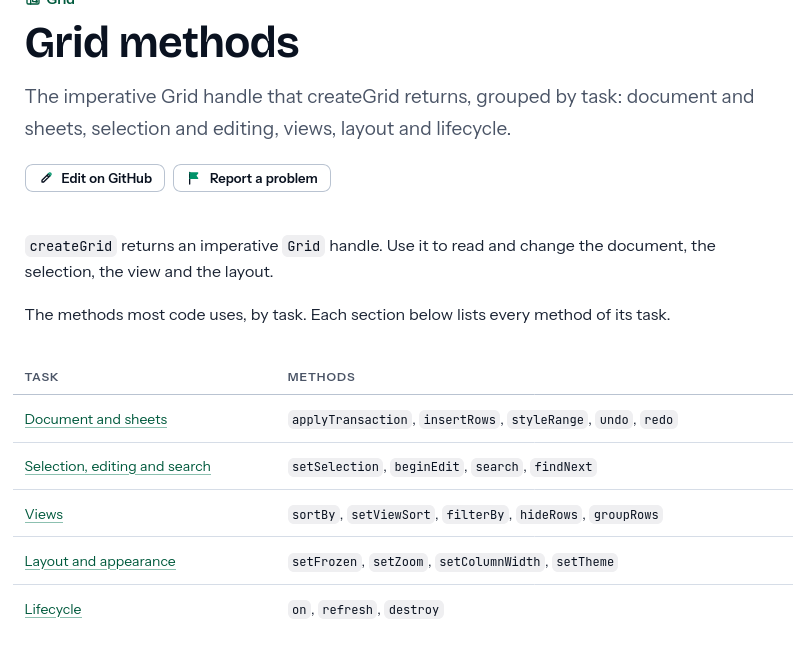 Grid
Grid methods
The imperative Grid handle that createGrid returns, grouped by task: document and
sheets, selection and editing, views, layout and lifecycle.
Edit on GitHub
Report a problem
createGrid returns an imperative Grid handle. Use it to read and change the document, the
selection, the view and the layout.
The methods most code uses, by task. Each section below lists every method of its task.
TASK METHODS
Document and sheets applyTransaction, insertRows, styleRange, undo, redo
Selection, editing and search setSelection, beginEdit, search, findNext
Views sortBy, setViewSort, filterBy, hideRows, groupRows
Layout and appearance setFrozen, setZoom, setColumnWidth, setTheme
Lifecycle on, refresh, destroy